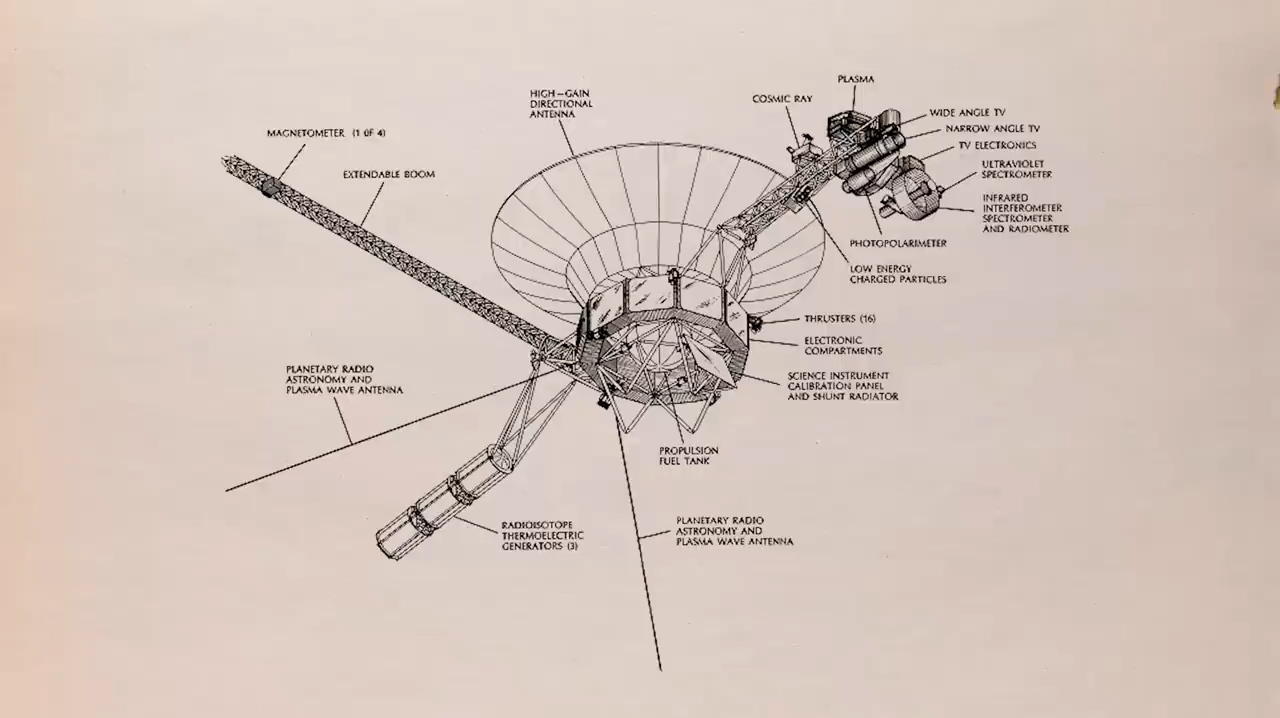 PLASMA
HIGH-GAIN
DIRECTIONAL
ANTENNA
COSMIC RAY
WIDE ANGLE TV
NARROW ANGLE TV
TV ELECTRONICS
MAGNETOMETER (1 OF 4)
EXTENDABLE BOOM
ULTRAVIOLET
SPECTROMETER
INFRARED
INTERFEROMETER
SPECTROMETER
AND RADIOMETER
PHOTOPOLARIMETER
LOW ENERGY
CHARGED PARTICLES
THRUSTERS (16)
ELECTRONIC
COMPARTMENTS
SCIENCE INSTRUMENT
CALIBRATION PANEL
AND SHUNT RADIATOR
PLANETARY RADIO
ASTRONOMY AND
PLASMA WAVE ANTENNA
PROPULSION
FUEL TANK
RADIOISOTOPE
THERMOELECTRIC
GENERATORS (3)
PLANETARY RADIO
ASTRONOMY AND
PLASMA WAVE ANTENNA